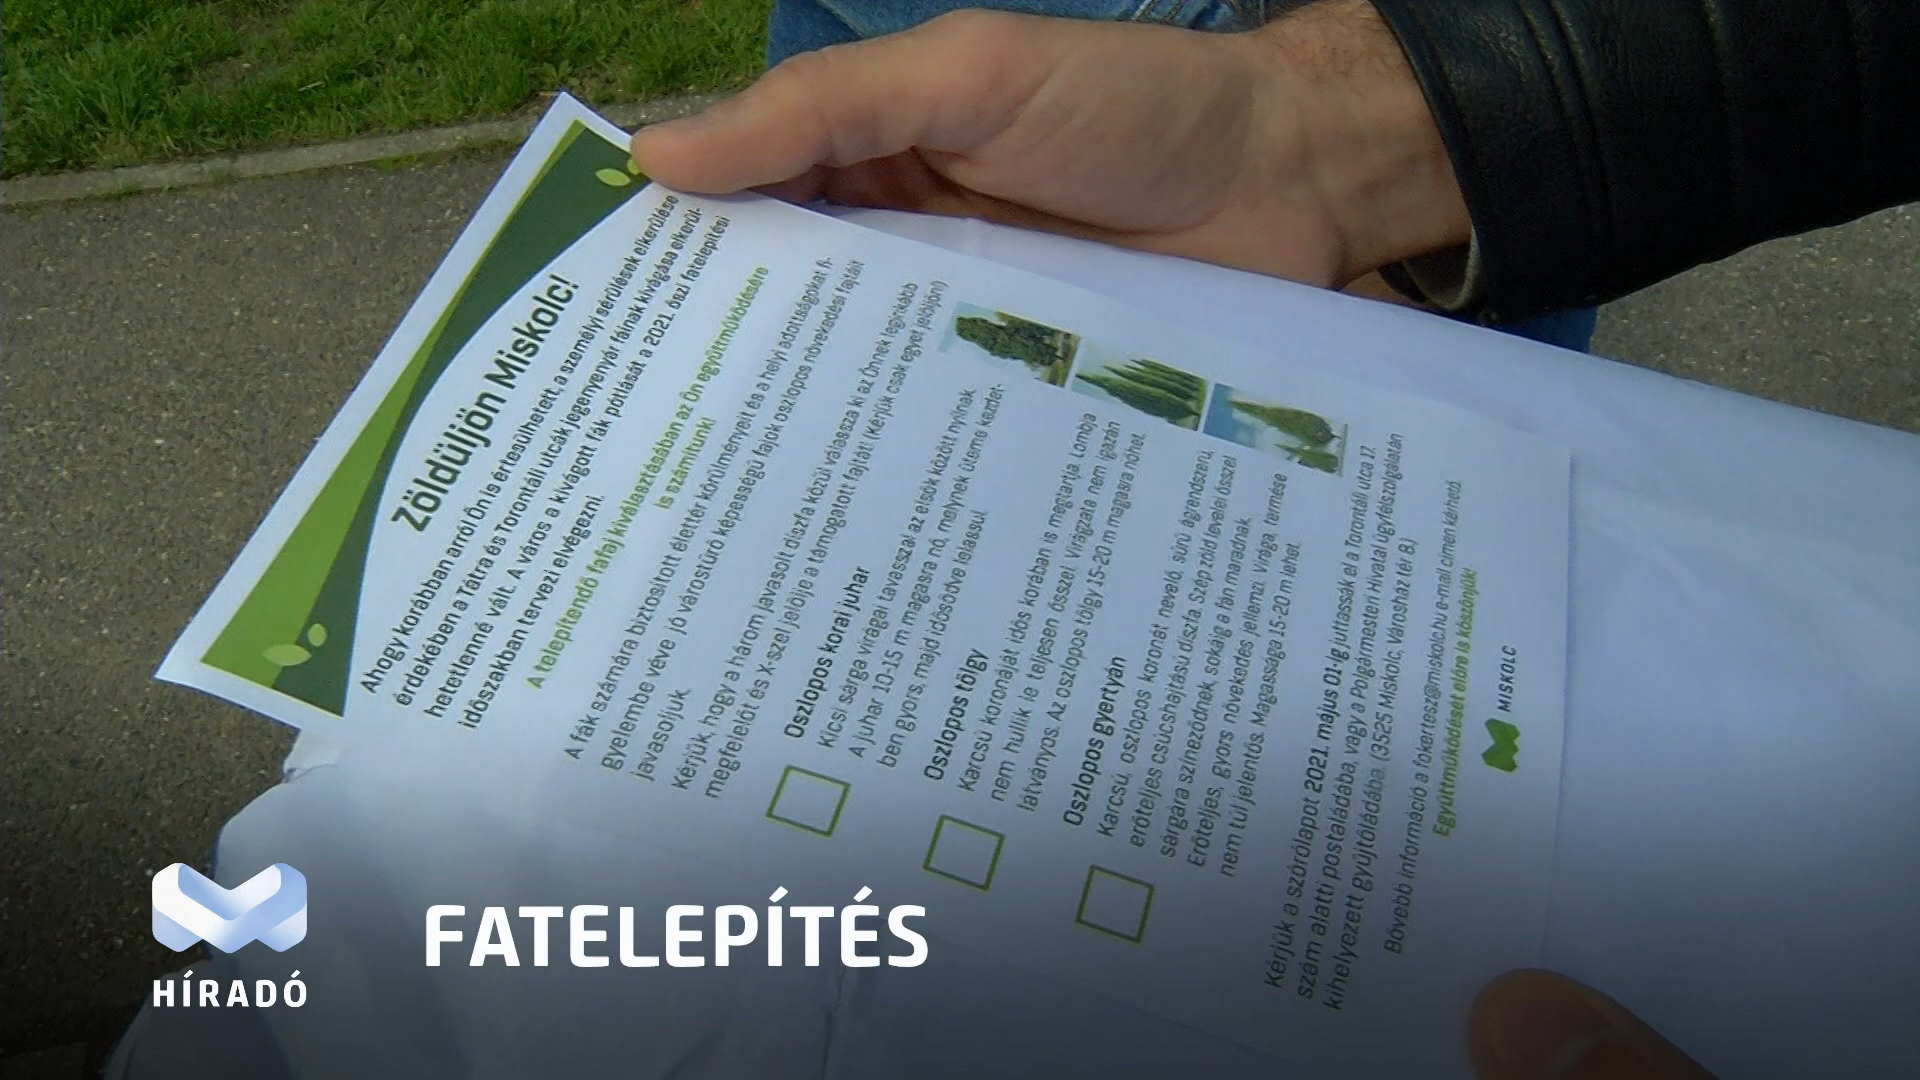 Zöldüljön Miskolc!
Ahogy korábban arról Ön is értesülhetett, a személyi sérülések elkerülése
érdekében a Tátra és Torontáli utcák jegenyenyár fáinak kivágása elkerül-
hetetlenné vált. A város a kivágott fák pótlását a 2021. őszi fatelepítési
időszakban tervezi elvégezni.
A telepítendő fafaj kiválasztásában az Ön együttműködésére
is számítunk!
A fák számára biztosított élettér körülményeit és a helyi adottságokat fi-
gyelembe véve jó várostűrő képességű fajok oszlopos növekedési fajtáit
javasoljuk.
Kérjük, hogy a három javasolt díszfa közül válassza ki az Önnek leginkább
megfelelőt és X-szel jelölje a támogatott fajtát! (Kérjük csak egyet jelöljön!)
Oszlopos korai juhar
Kicsi sárga virágai tavasszal az elsők között nyílnak.
A juhar 10-15 m magasra nő, melynek üteme kezdet-
ben gyors, majd idősödve lelassul.
Oszlopos tölgy
Karcsú koronáját idős korában is megtartja. Lombja
nem hullik le teljesen ősszel. Virágzata nem igazán
látványos. Az oszlopos tölgy 15-20 m magasra nőhet.
Oszlopos gyertyán
Karcsú, oszlopos koronát nevelő, sűrű ágrendszerű,
erőteljes csúcshajtású díszfa. Szép zöld levelei ősszel
sárgára színeződnek, sokáig a fán maradnak.
Erőteljes, gyors növekedés jellemzi. Virága, termése
nem túl jelentős. Magassága 15-20 m lehet.
Kérjük a szórólapot 2021. május 01-ig juttassák el a Torontáli utca 17.
szám alatti postaládába, vagy a Polgármesteri Hivatal ügyfélszolgálatán
kihelyezett gyűjtőládába. (3525 Miskolc, Városház tér 8.)
Bővebb információ a fokertesz@miskolc.hu e-mail címen kérhető.
Együttműködését előre is köszönjük!
MISKOLC
HÍRADÓ
FATELEPÍTÉS